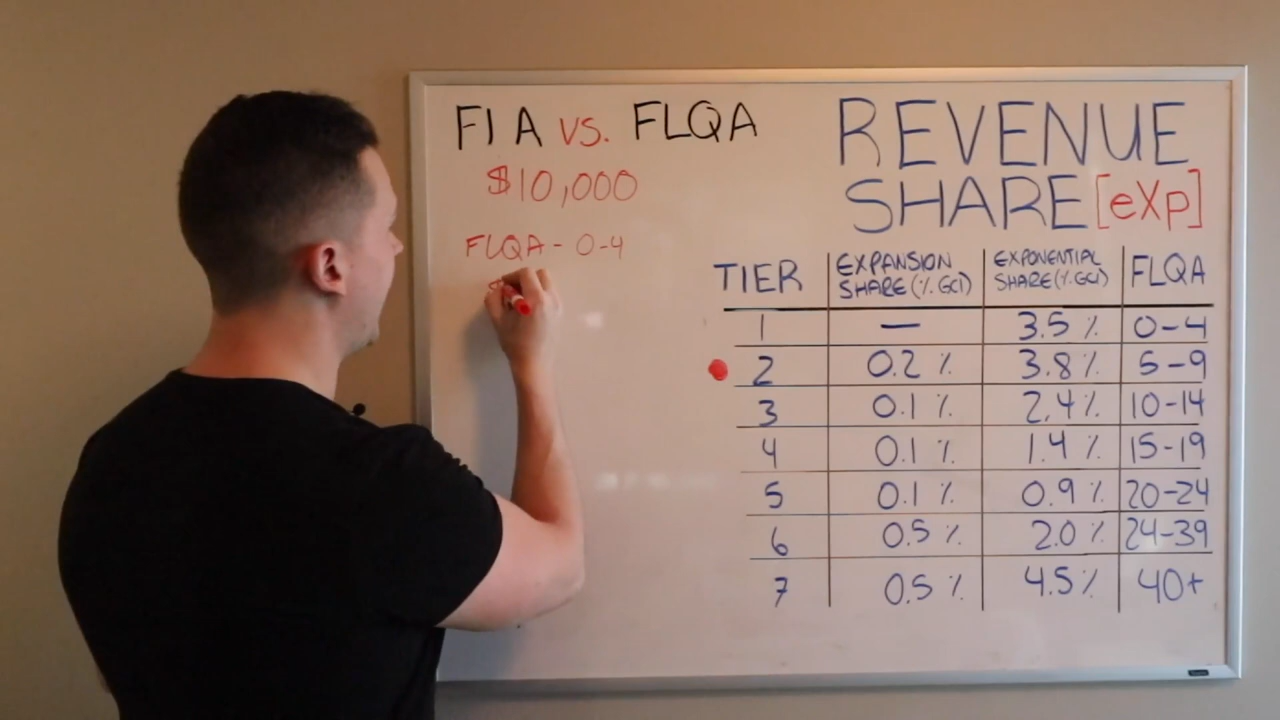 FIA VS. FLQA
$10,000
FLQA - 0-4
REVENUE
SHARE [eXp]
TIER EXPANSION SHARE (% GCI) EXPONENTIAL SHARE (% GCI) FLQA
1 — 3.5 % 0-4
2 0.2 % 3.8 % 5-9
3 0.1 % 2.4 % 10-14
4 0.1 % 1.4 % 15-19
5 0.1 % 0.9 % 20-24
6 0.5 % 2.0 % 24-39
7 0.5 % 4.5 % 40+